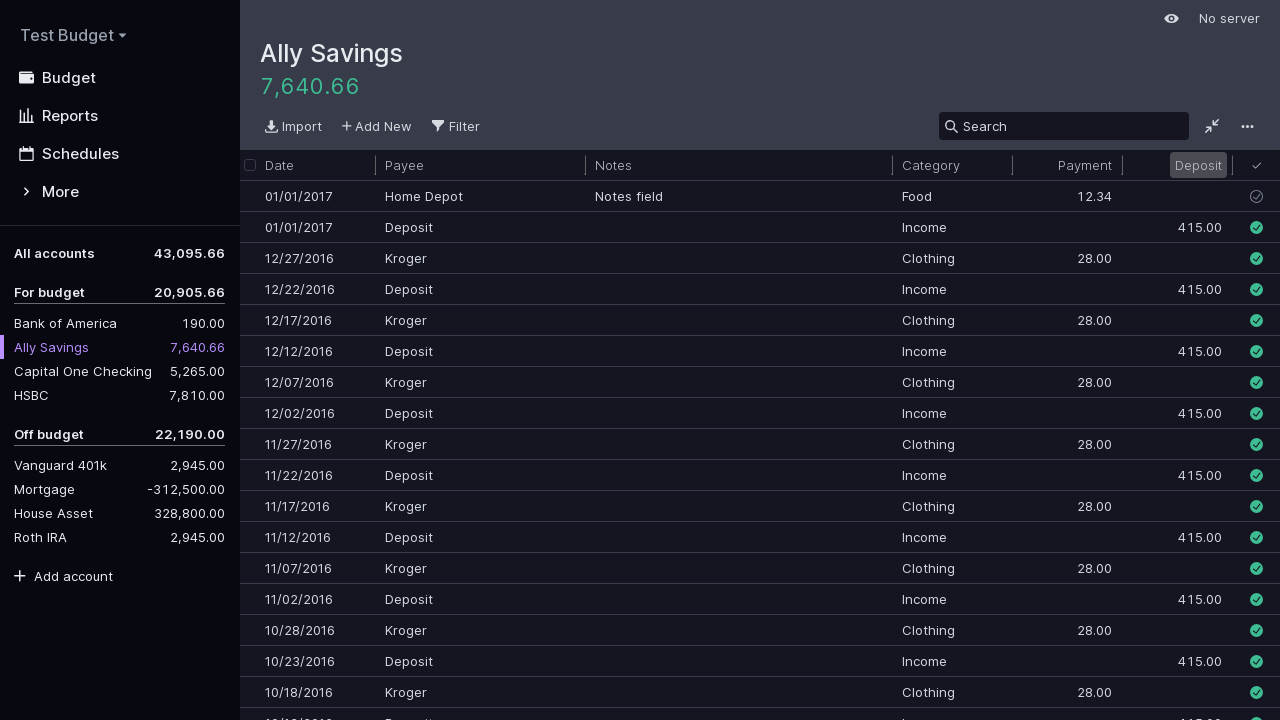 Test Budget
Budget
Reports
Schedules
More
All accounts 43,095.66
For budget 20,905.66
Bank of America 190.00
Ally Savings 7,640.66
Capital One Checking 5,265.00
HSBC 7,810.00
Off budget 22,190.00
Vanguard 401k 2,945.00
Mortgage -312,500.00
House Asset 328,800.00
Roth IRA 2,945.00
Add account
No server
Ally Savings
7,640.66
Import Add New Filter Search
Date Payee Notes Category Payment Deposit
01/01/2017 Home Depot Notes field Food 12.34
01/01/2017 Deposit Income 415.00
12/27/2016 Kroger Clothing 28.00
12/22/2016 Deposit Income 415.00
12/17/2016 Kroger Clothing 28.00
12/12/2016 Deposit Income 415.00
12/07/2016 Kroger Clothing 28.00
12/02/2016 Deposit Income 415.00
11/27/2016 Kroger Clothing 28.00
11/22/2016 Deposit Income 415.00
11/17/2016 Kroger Clothing 28.00
11/12/2016 Deposit Income 415.00
11/07/2016 Kroger Clothing 28.00
11/02/2016 Deposit Income 415.00
10/28/2016 Kroger Clothing 28.00
10/23/2016 Deposit Income 415.00
10/18/2016 Kroger Clothing 28.00